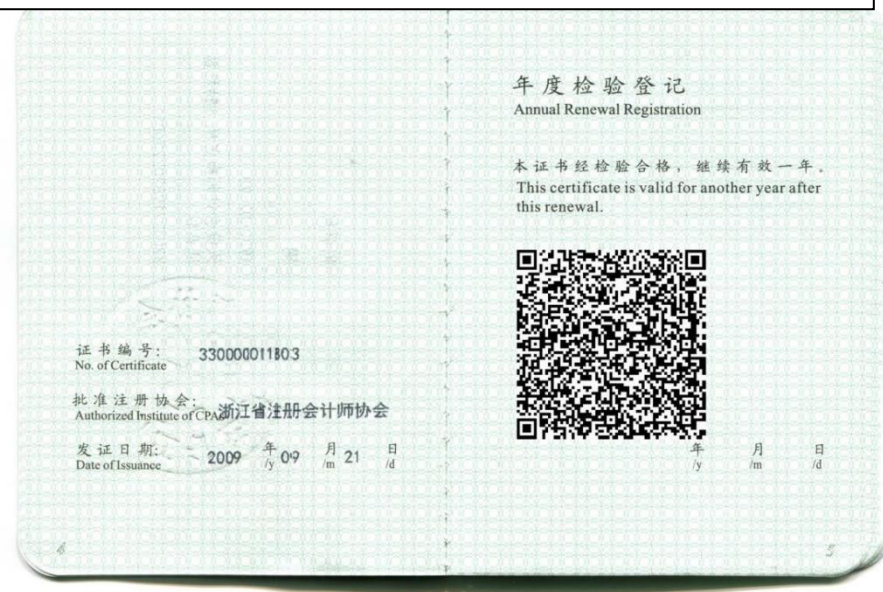 证书编号: 330000011803
No. of Certificate
批准注册协会: 浙江省注册会计师协会
Authorized Institute of CPA
发证日期: 2009 年 09 月 21 日
Date of Issuance /y /m /d
6
年度检验登记
Annual Renewal Registration
本证书经检验合格,继续有效一年。
This certificate is valid for another year after
this renewal.
年 月 日
/y /m /d
5